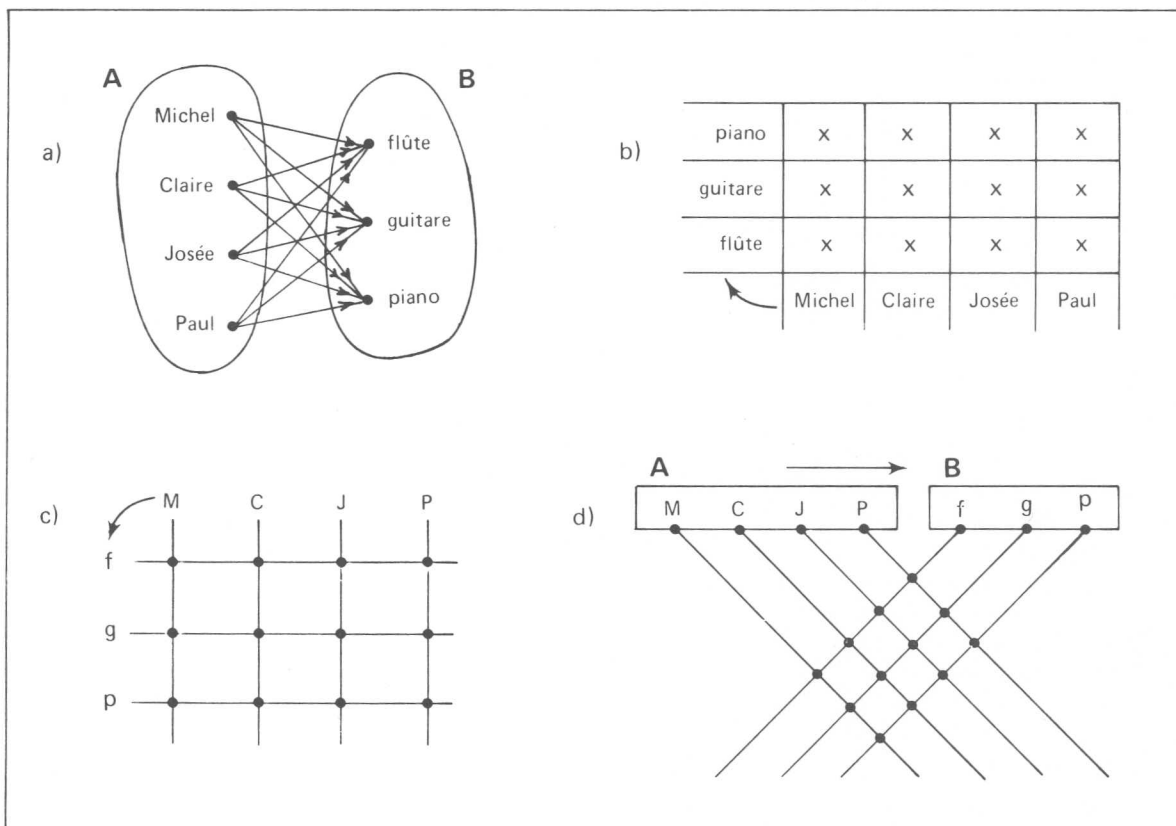 a)
A B
Michel
Claire
Josée
Paul
flûte
guitare
piano
b)
piano x x x x
guitare x x x x
flûte x x x x
Michel Claire Josée Paul
c)
M C J P
f
g
p
d)
A B
M C J P f g p